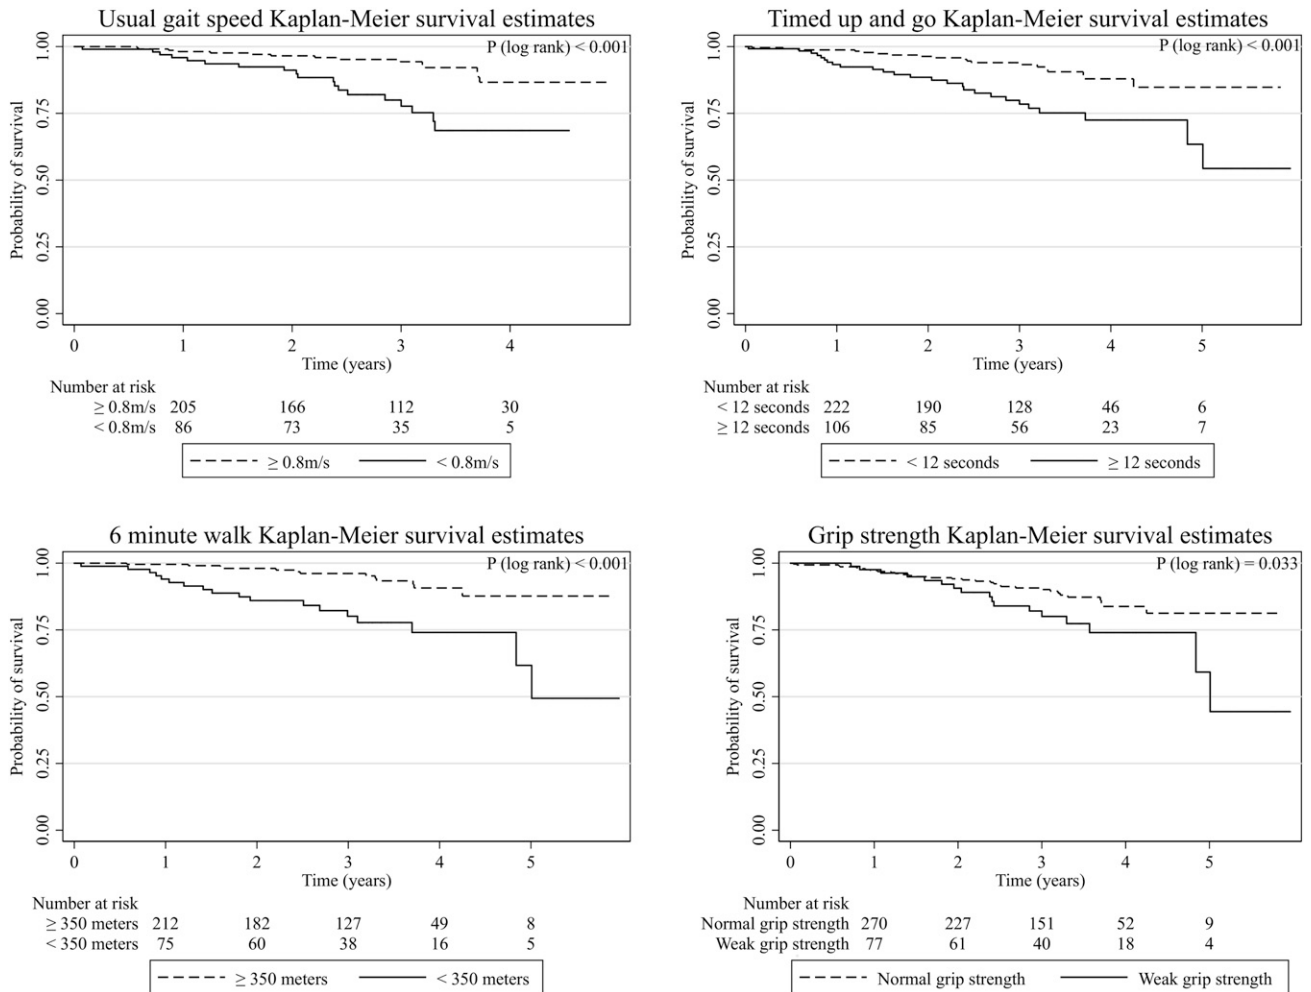 Usual gait speed Kaplan-Meier survival estimates
P (log rank) < 0.001
1.00
0.75
0.50
0.25
0.00
Probability of survival
0 1 2 3 4
Time (years)
Number at risk
≥ 0.8m/s 205 166 112 30
< 0.8m/s 86 73 35 5
≥ 0.8m/s < 0.8m/s
Timed up and go Kaplan-Meier survival estimates
P (log rank) < 0.001
1.00
0.75
0.50
0.25
0.00
Probability of survival
0 1 2 3 4 5
Time (years)
Number at risk
< 12 seconds 222 190 128 46 6
≥ 12 seconds 106 85 56 23 7
< 12 seconds ≥ 12 seconds
6 minute walk Kaplan-Meier survival estimates
P (log rank) < 0.001
1.00
0.75
0.50
0.25
0.00
Probability of survival
0 1 2 3 4 5
Time (years)
Number at risk
≥ 350 meters 212 182 127 49 8
< 350 meters 75 60 38 16 5
≥ 350 meters < 350 meters
Grip strength Kaplan-Meier survival estimates
P (log rank) = 0.033
1.00
0.75
0.50
0.25
0.00
Probability of survival
0 1 2 3 4 5
Time (years)
Number at risk
Normal grip strength 270 227 151 52 9
Weak grip strength 77 61 40 18 4
Normal grip strength Weak grip strength